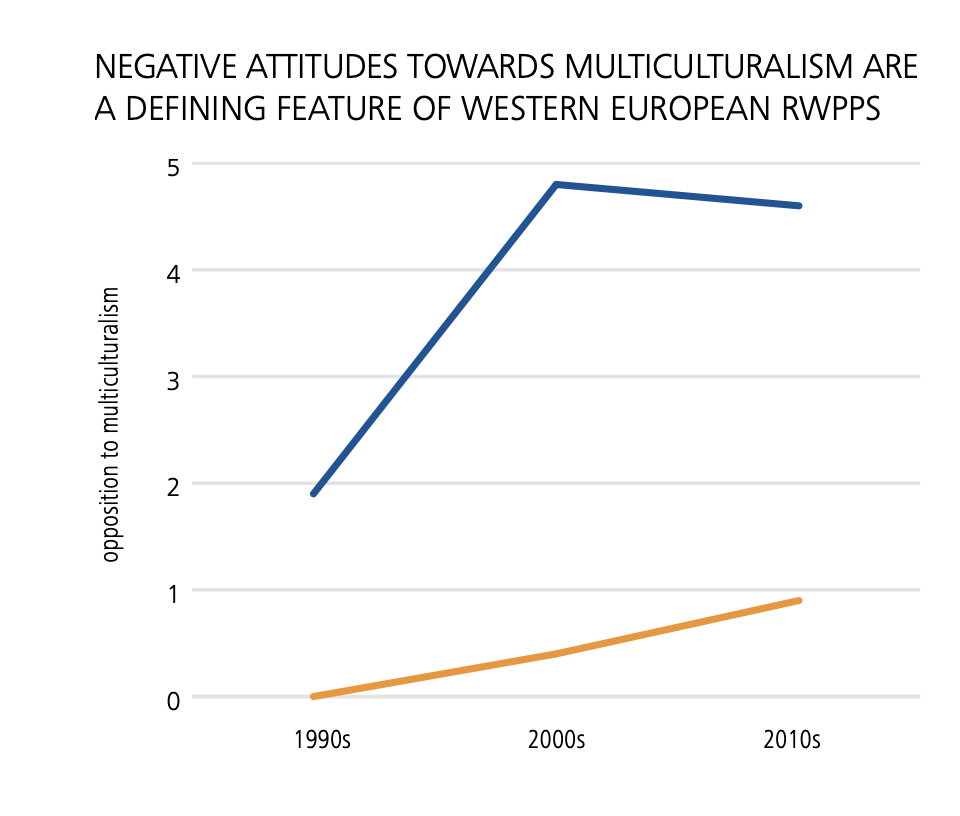 NEGATIVE ATTITUDES TOWARDS MULTICULTURALISM ARE
A DEFINING FEATURE OF WESTERN EUROPEAN RWPPS
5
4
3
2
1
0
opposition to multiculturalism
1990s 2000s 2010s